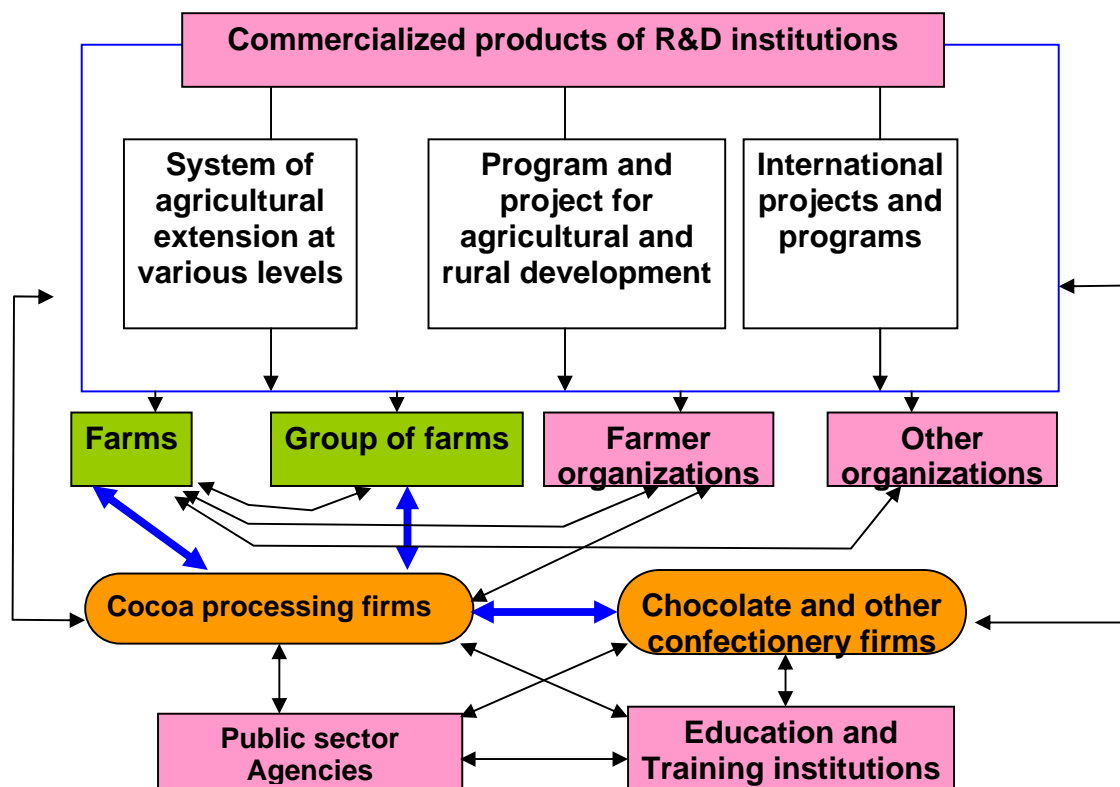 Commercialized products of R&D institutions
System of
agricultural
extension at
various levels
Program and
project for
agricultural and
rural development
International
projects and
programs
Farms
Group of farms
Farmer
organizations
Other
organizations
Cocoa processing firms
Chocolate and other
confectionery firms
Public sector
Agencies
Education and
Training institutions